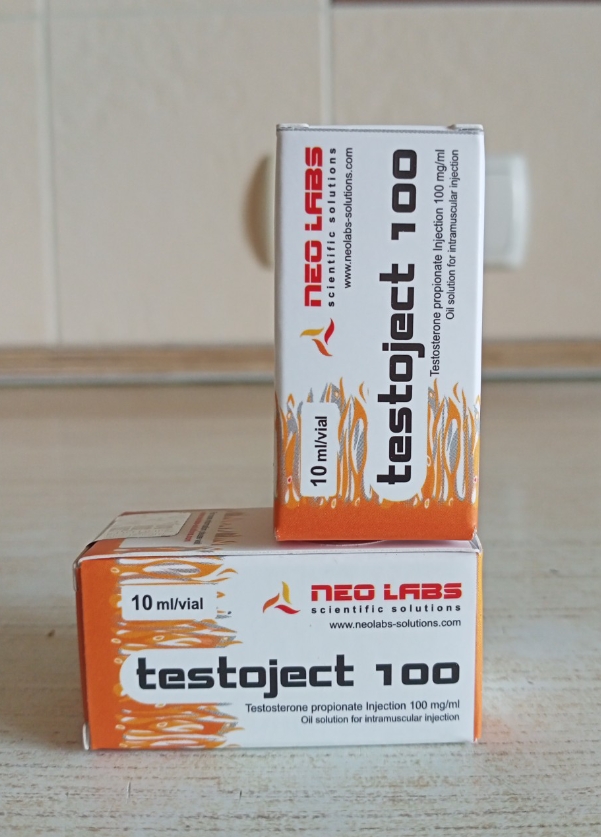 NEO LABS
scientific solutions
www.neolabs-solutions.com
testoject 100
Testosterone propionate Injection 100 mg/ml
Oil solution for intramuscular injection
10 ml/vial
10 ml/vial
NEO LABS
scientific solutions
www.neolabs-solutions.com
testoject 100
Testosterone propionate Injection 100 mg/ml
Oil solution for intramuscular injection